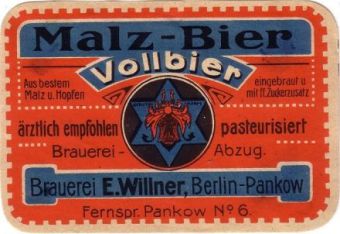 Malz-Bier
Vollbier
Aus bestem
Malz u. Hopfen
eingebraut u
mit ff. Zuckerzusatz
ärztlich empfohlen
pasteurisiert
Brauerei - Abzug.
Brauerei E. Willner, Berlin-Pankow
Fernspr. Pankow Nº 6.